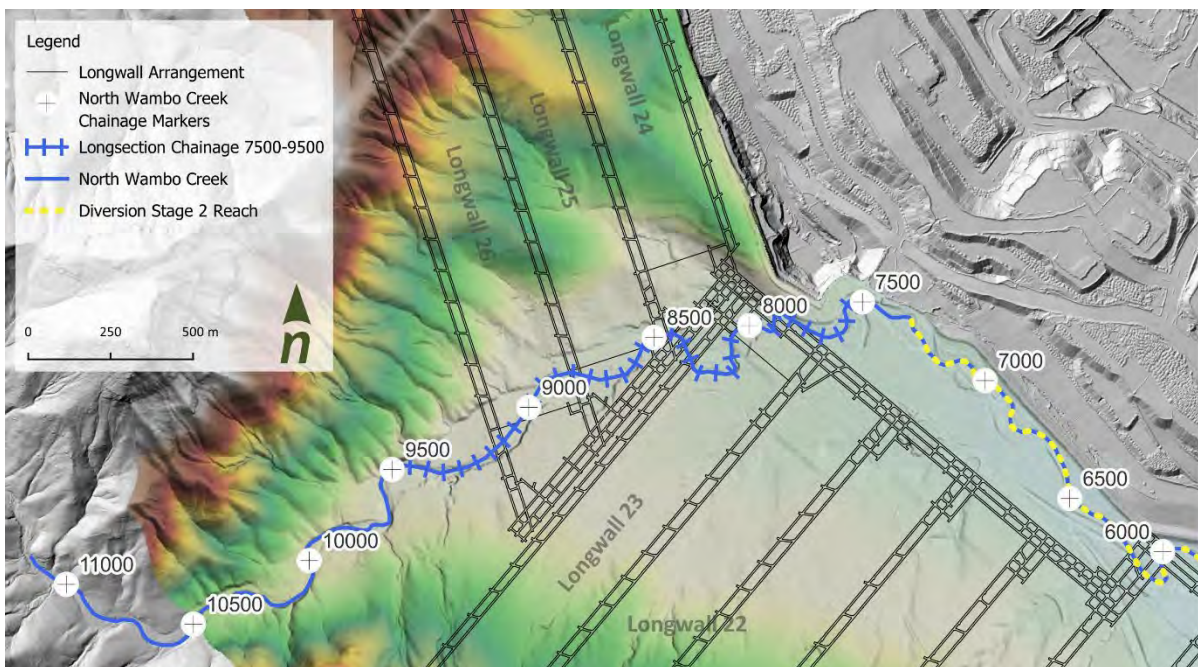 Legend
Longwall Arrangement
North Wambo Creek
Chainage Markers
Longsection Chainage 7500-9500
North Wambo Creek
Diversion Stage 2 Reach
0 250 500 m
n
Longwall 24
Longwall 25
Longwall 26
7500
8000
8500
7000
9000
9500
6500
Longwall 23
6000
10000
11000
10500
Longwall 22